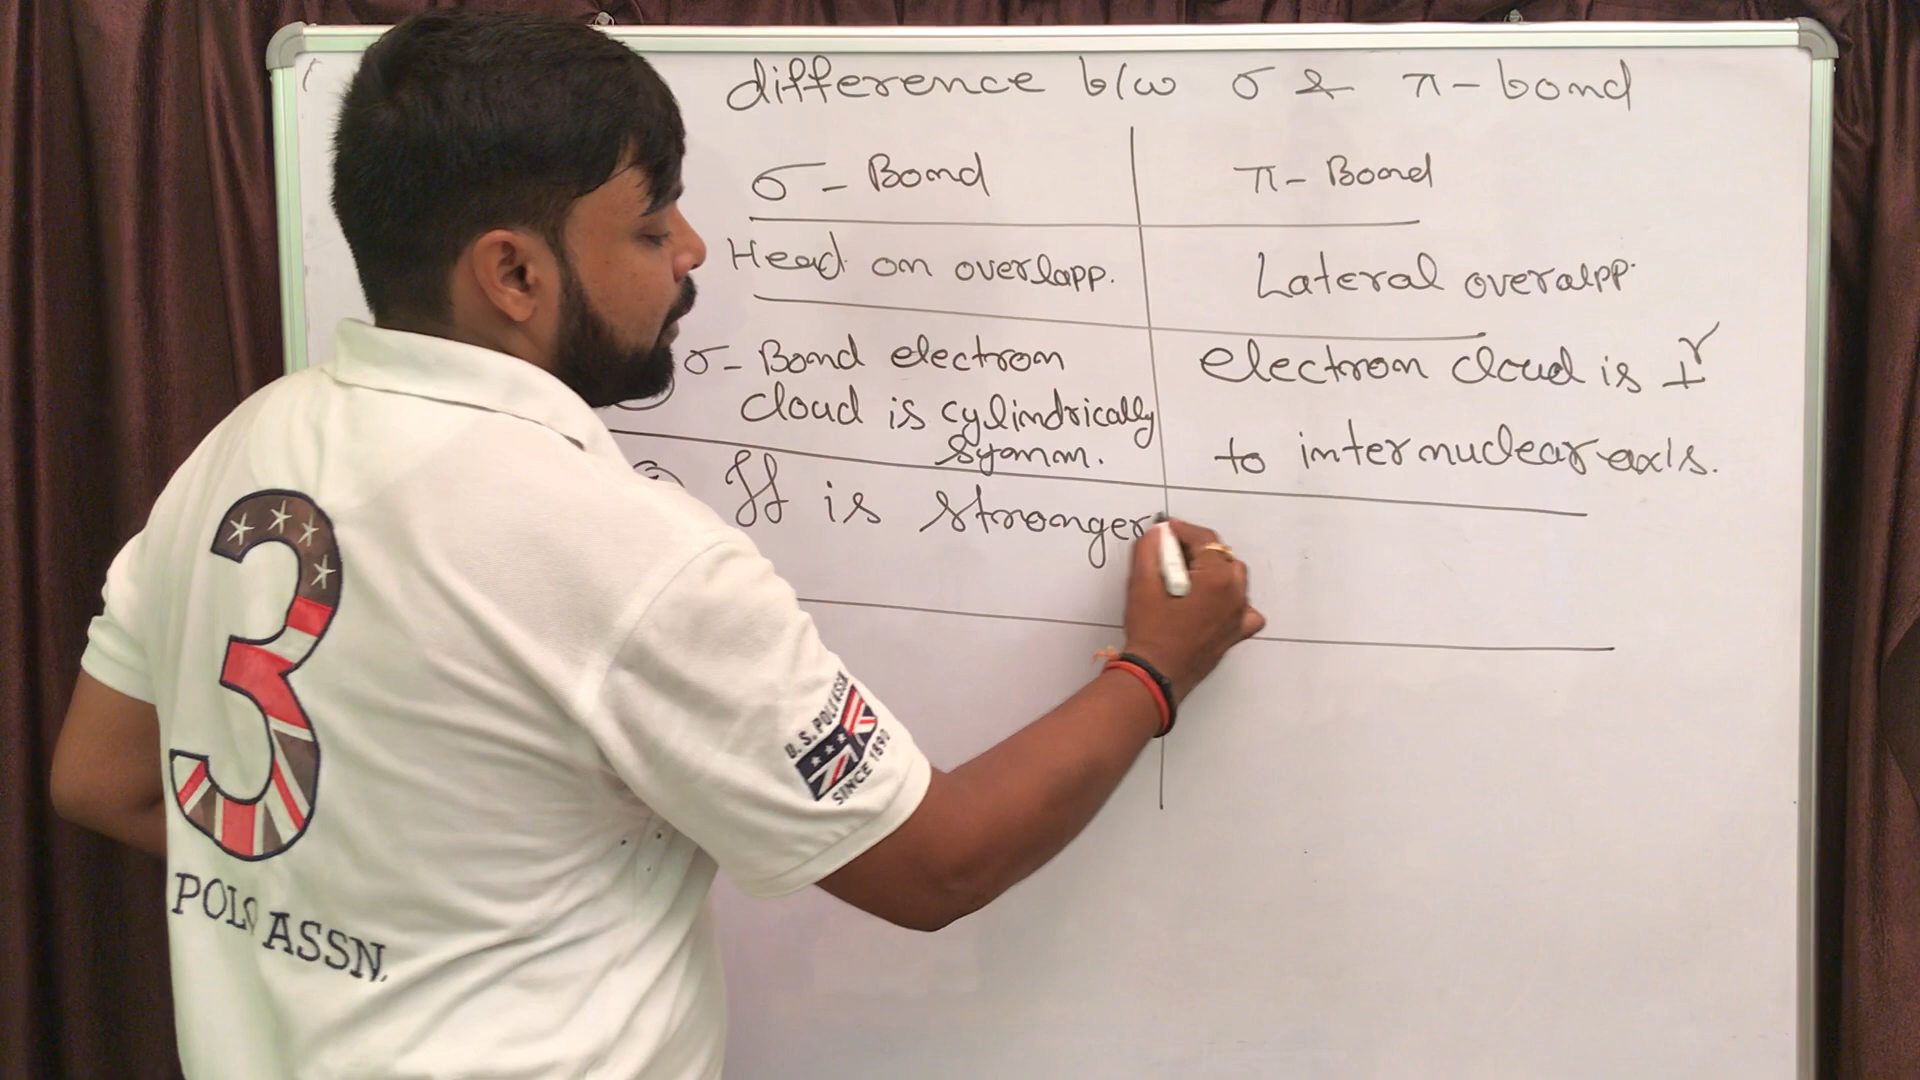 difference b/w σ & π-bond
σ - Bond
π - Bond
Head on overlapp.
Lateral overalpp.
σ - Bond electron
cloud is cylindrically
Symm.
electron cloud is ⊥r
to internuclear axis.
It is stronger
3
POLO ASSN.
U.S. POLO ASSN.
SINCE 1890